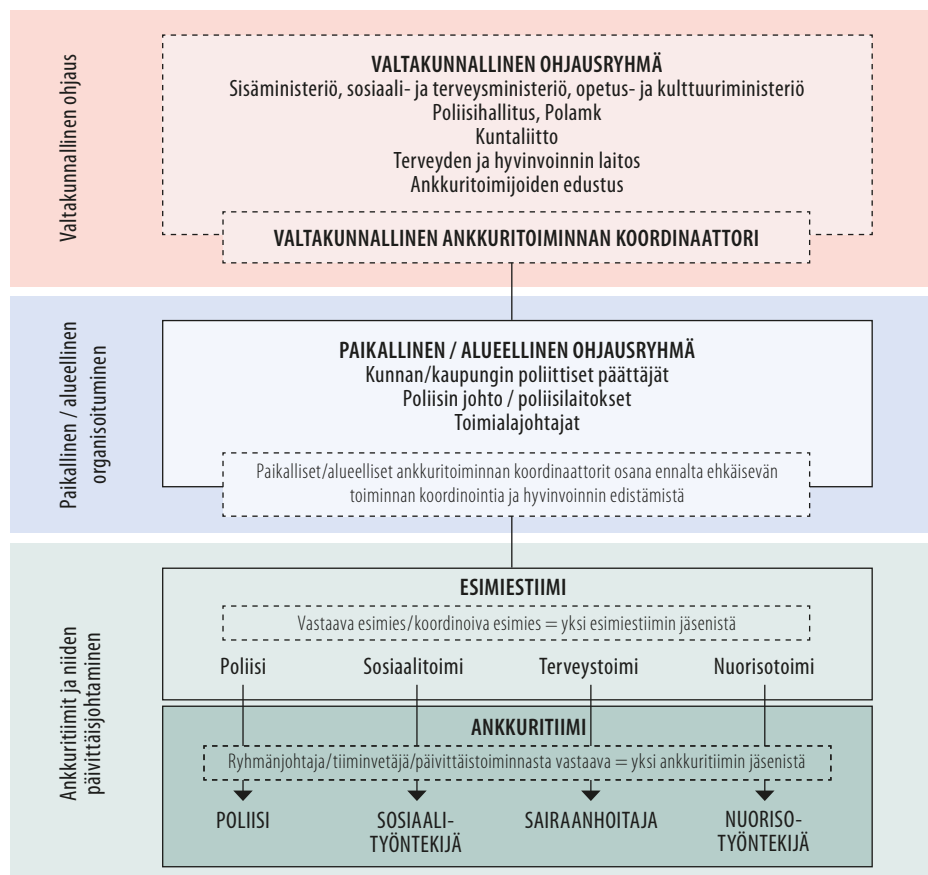 Valtakunnallinen ohjaus
VALTAKUNNALLINEN OHJAUSRYHMÄ
Sisäministeriö, sosiaali- ja terveysministeriö, opetus- ja kulttuuriministeriö
Poliisihallitus, Polamk
Kuntaliitto
Terveyden ja hyvinvoinnin laitos
Ankkuritoimijoiden edustus
VALTAKUNNALLINEN ANKKURITOIMINNAN KOORDINAATTORI
Paikallinen / alueellinen
organisoituminen
PAIKALLINEN / ALUEELLINEN OHJAUSRYHMÄ
Kunnan/kaupungin poliittiset päättäjät
Poliisin johto / poliisilaitokset
Toimialajohtajat
Paikalliset/alueelliset ankkuritoiminnan koordinaattorit osana ennalta ehkäisevän
toiminnan koordinointia ja hyvinvoinnin edistämistä
Ankkuritiimit ja niiden
päivittäisjohtaminen
ESIMIESTIIMI
Vastaava esimies/koordinoiva esimies = yksi esimiestiimin jäsenistä
Poliisi Sosiaalitoimi Terveystoimi Nuorisotoimi
ANKKURITIIMI
Ryhmänjohtaja/tiiminvetäjä/päivittäistoiminnasta vastaava = yksi ankkuritiimin jäsenistä
POLIISI SOSIAALI- SAIRAANHOITAJA NUORISO-
TYÖNTEKIJÄ TYÖNTEKIJÄ